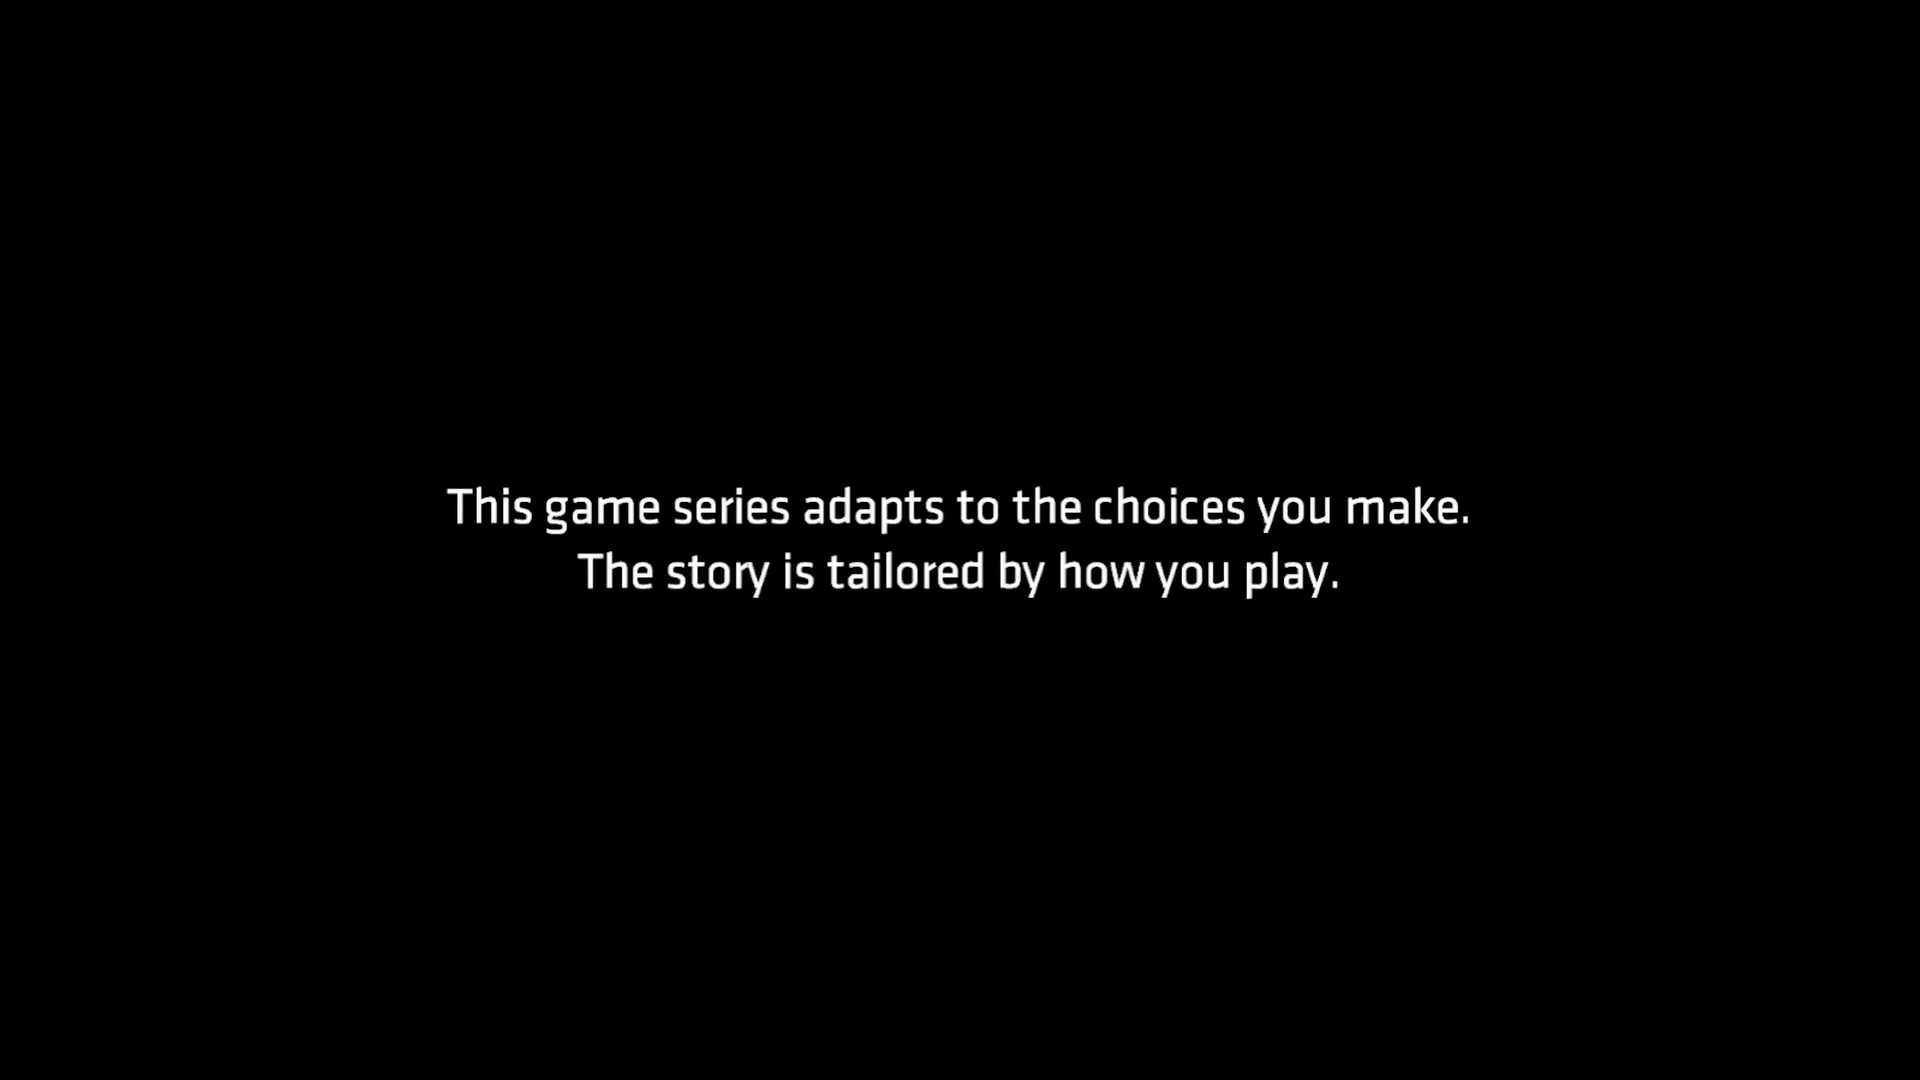 This game series adapts to the choices you make.
The story is tailored by how you play.